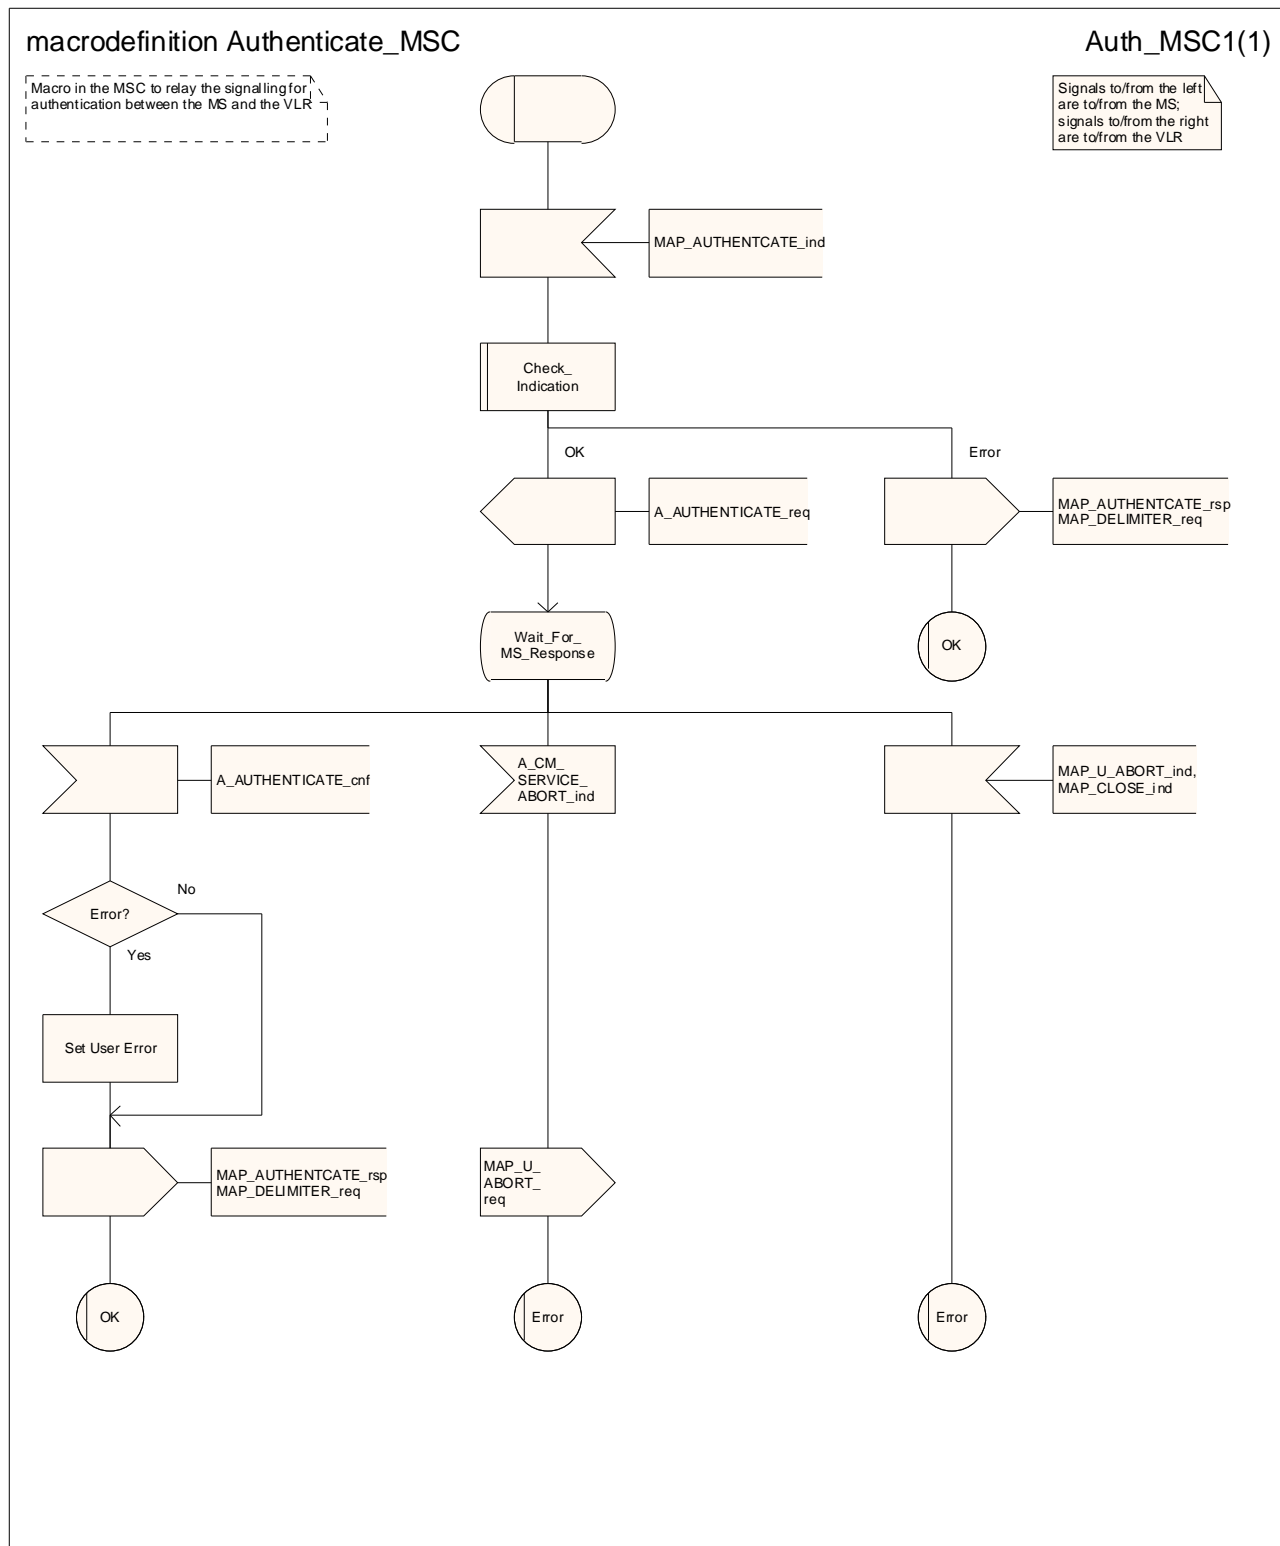 macrodefinition Authenticate_MSC
Auth_MSC1(1)
Macro in the MSC to relay the signalling for
authentication between the MS and the VLR
Signals to/from the left
are to/from the MS;
signals to/from the right
are to/from the VLR
MAP_AUTHENTCATE_ind
Check_
Indication
OK
Error
A_AUTHENTICATE_req
MAP_AUTHENTCATE_rsp
MAP_DELIMITER_req
Wait_For_
MS_Response
OK
A_AUTHENTICATE_cnf
A_CM_
SERVICE_
ABORT_ind
MAP_U_ABORT_ind,
MAP_CLOSE_ind
No
Error?
Yes
Set User Error
MAP_AUTHENTCATE_rsp
MAP_DELIMITER_req
MAP_U_
ABORT_
req
OK
Error
Error